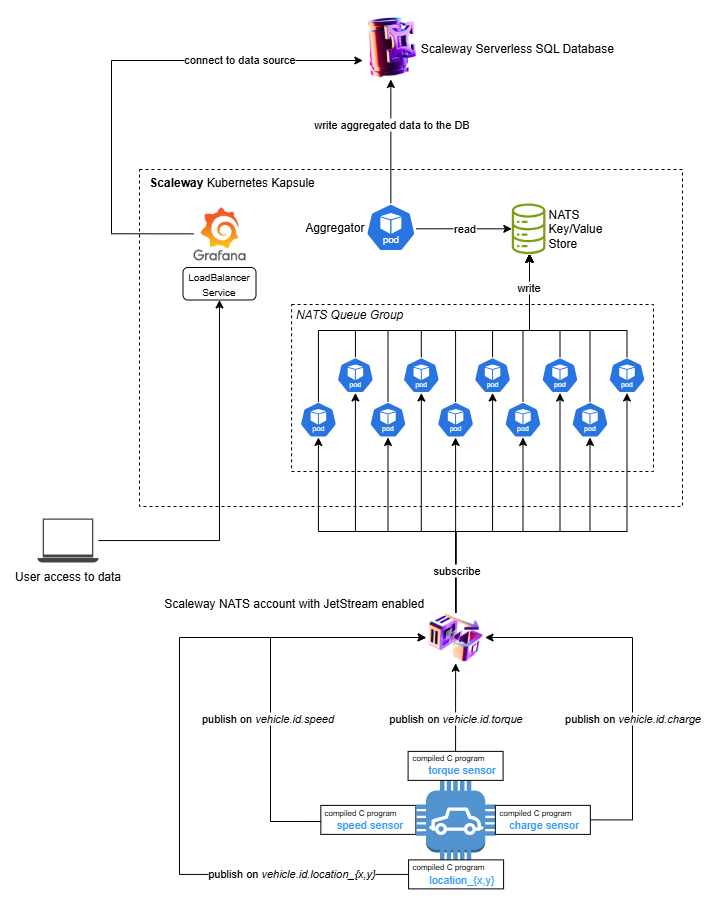 Scaleway Serverless SQL Database
connect to data source
write aggregated data to the DB
Scaleway Kubernetes Kapsule
Grafana
Aggregator
pod
read
NATS
Key/Value
Store
LoadBalancer
Service
write
NATS Queue Group
pod
pod
pod
pod
pod
pod
pod
pod
pod
pod
User access to data
subscribe
Scaleway NATS account with JetStream enabled
publish on vehicle.id.speed
publish on vehicle.id.torque
publish on vehicle.id.charge
compiled C program
torque sensor
compiled C program
speed sensor
compiled C program
charge sensor
publish on vehicle.id.location_{x,y}
compiled C program
location_{x,y}